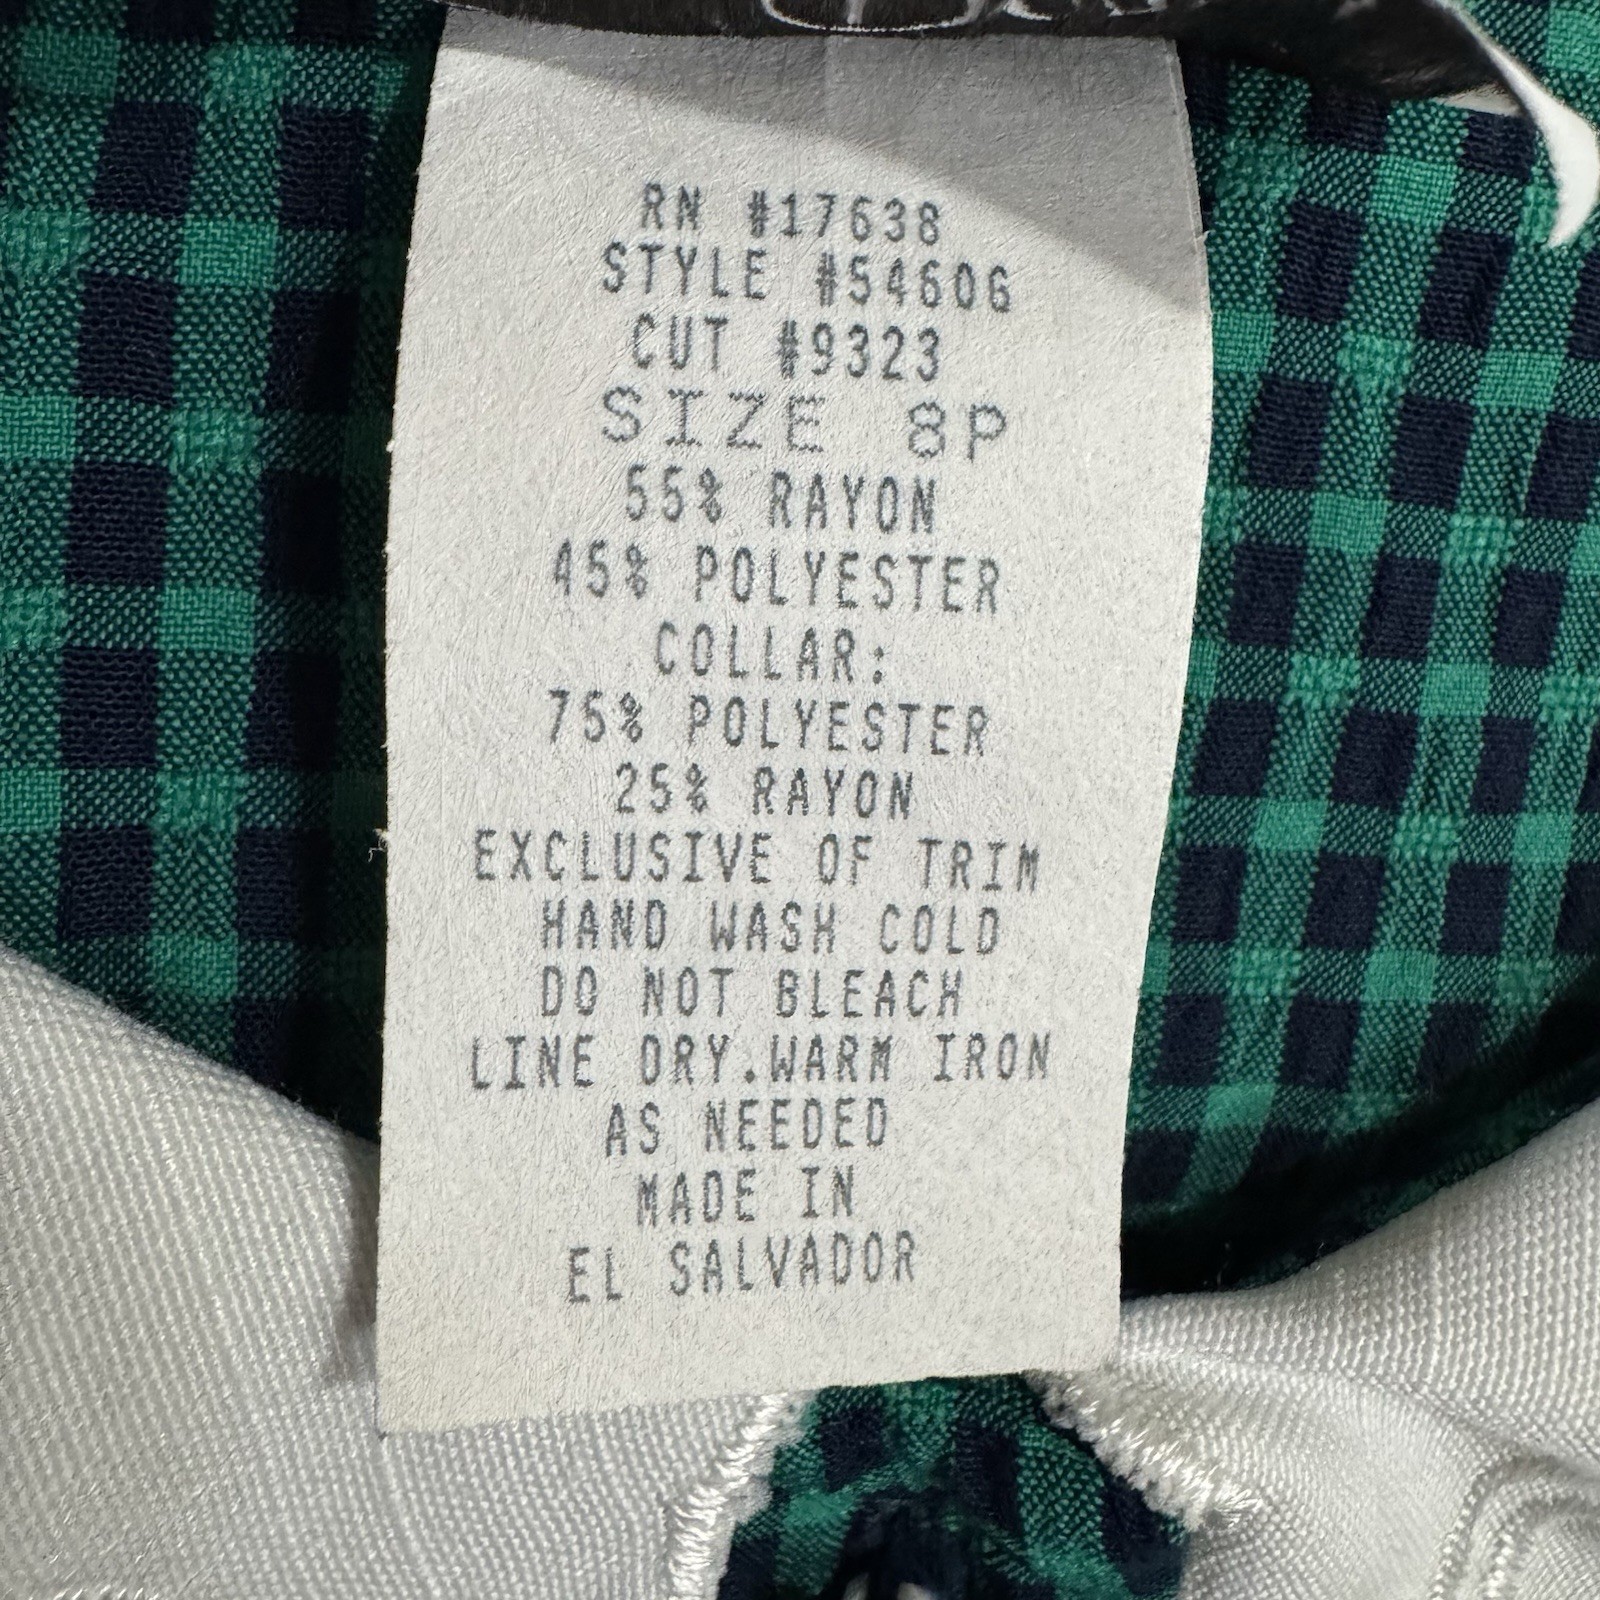 RN #17638
STYLE #54606
CUT #9323
SIZE 8P
55% RAYON
45% POLYESTER
COLLAR:
75% POLYESTER
25% RAYON
EXCLUSIVE OF TRIM
HAND WASH COLD
DO NOT BLEACH
LINE DRY.WARM IRON
AS NEEDED
MADE IN
EL SALVADOR